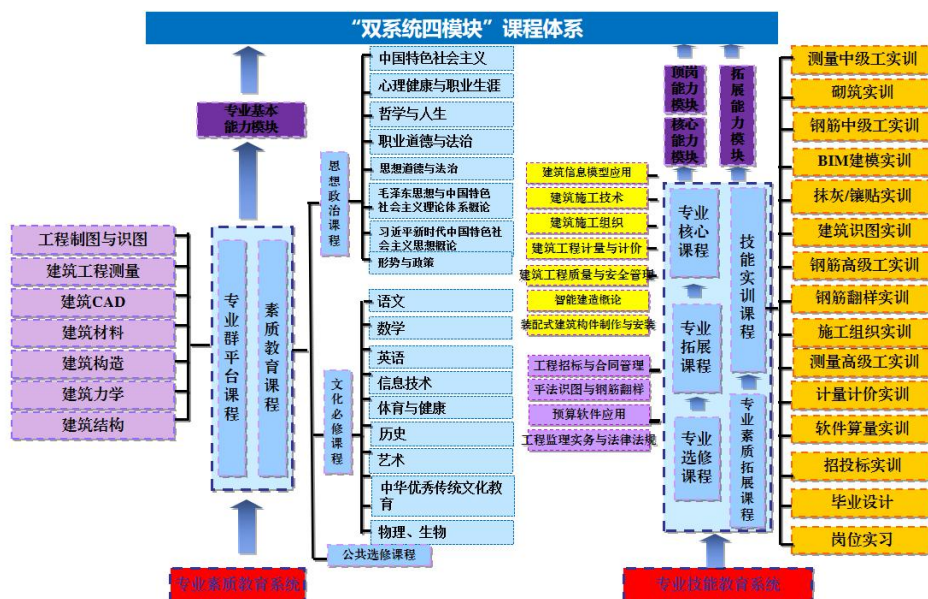 “双系统四模块”课程体系
专业基本
能力模块
工程制图与识图
建筑工程测量
建筑CAD
建筑材料
建筑构造
建筑力学
建筑结构
专业群平台课程
素质教育课程
专业素质教育系统
思想政治课程
中国特色社会主义
心理健康与职业生涯
哲学与人生
职业道德与法治
思想道德与法治
毛泽东思想与中国特色
社会主义理论体系概论
习近平新时代中国特色社
会主义思想概论
形势与政策
文化必修课程
语文
数学
英语
信息技术
体育与健康
历史
艺术
中华优秀传统文化教
育
物理、生物
公共选修课程
顶岗
能力
模块
核心
能力
模块
拓展
能力
模块
建筑信息模型应用
建筑施工技术
建筑施工组织
建筑工程计量与计价
建筑工程质量与安全管理
智能建造概论
装配式建筑构件制作与安装
工程招标与合同管理
平法识图与钢筋翻样
预算软件应用
工程监理实务与法律法规
专业
核心
课程
专业
拓展
课程
专业
选修
课程
技能实训课程
专业素质拓展课程
专业技能教育系统
测量中级工实训
砌筑实训
钢筋中级工实训
BIM建模实训
抹灰/镶贴实训
建筑识图实训
钢筋高级工实训
钢筋翻样实训
施工组织实训
测量高级工实训
计量计价实训
软件算量实训
招投标实训
毕业设计
岗位实习